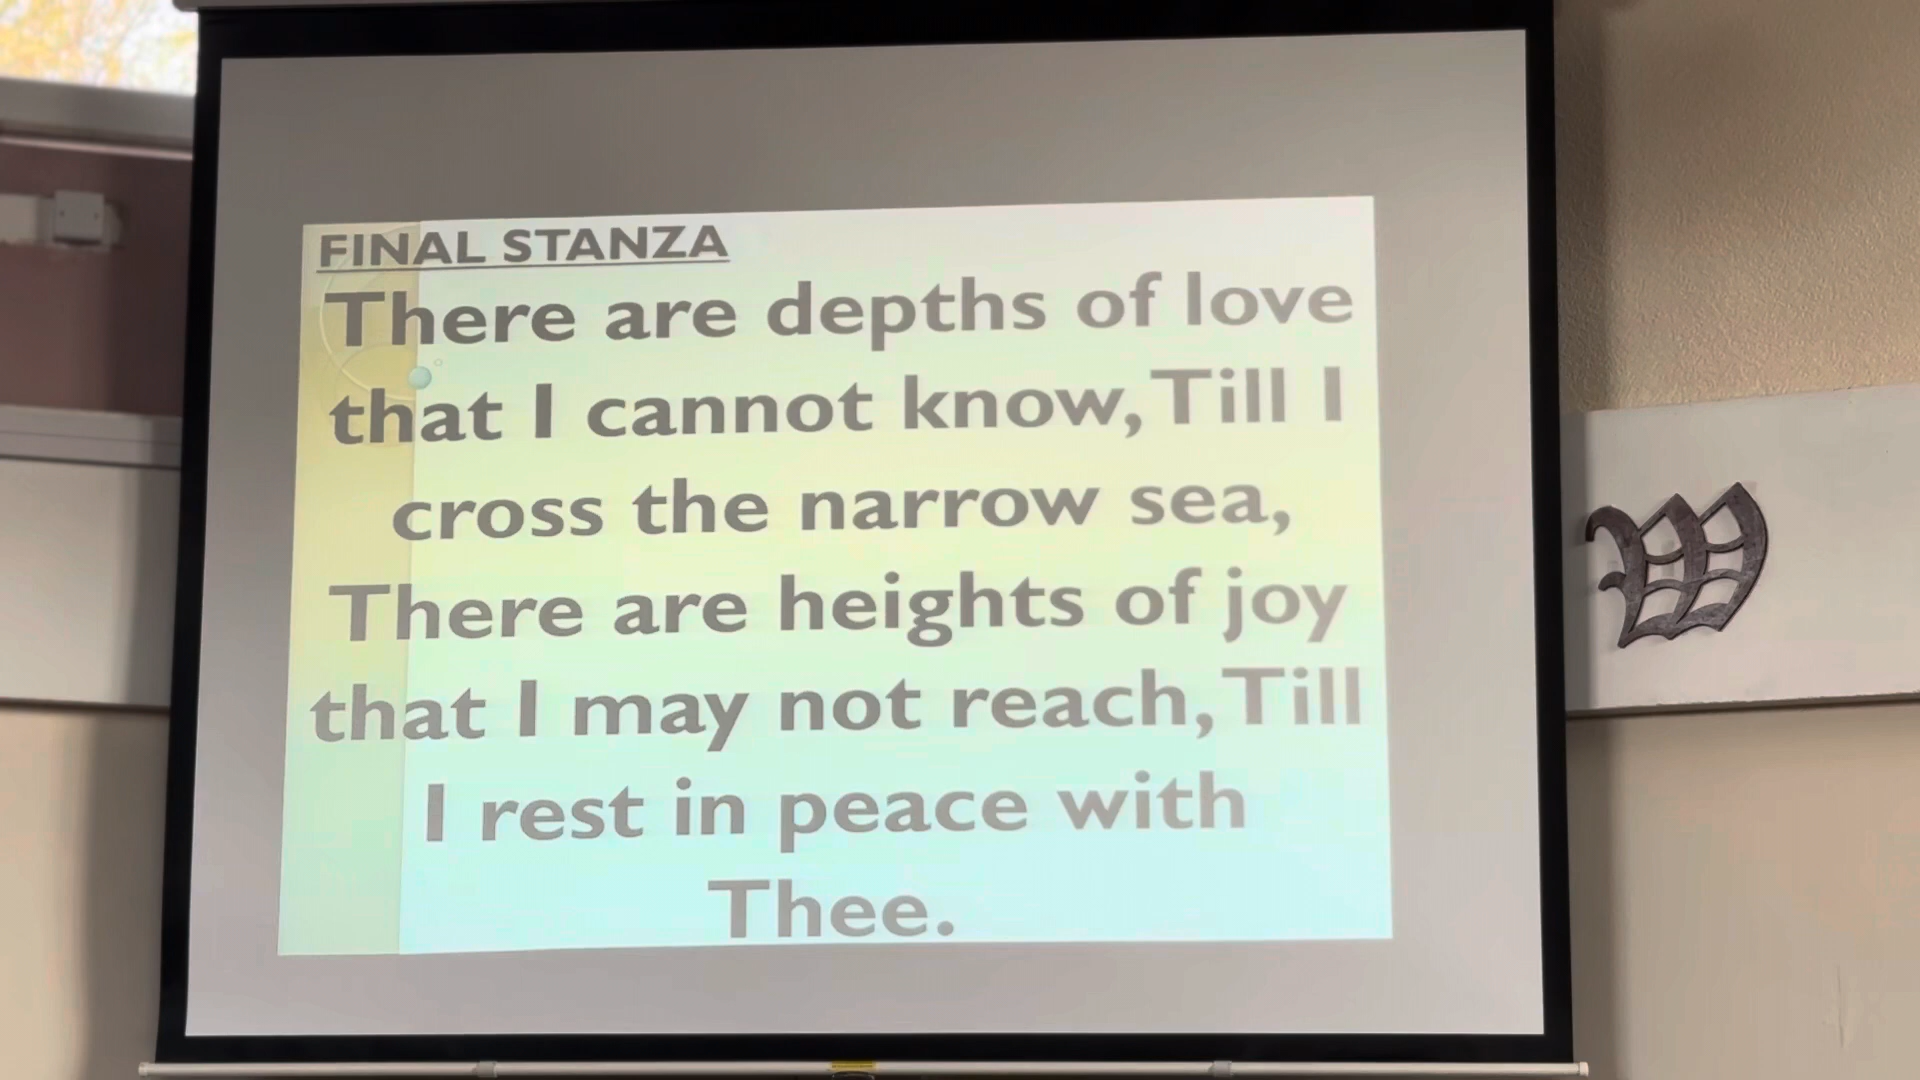 FINAL STANZA
There are depths of love
that I cannot know, Till I
cross the narrow sea,
There are heights of joy
that I may not reach, Till
I rest in peace with
Thee.
W